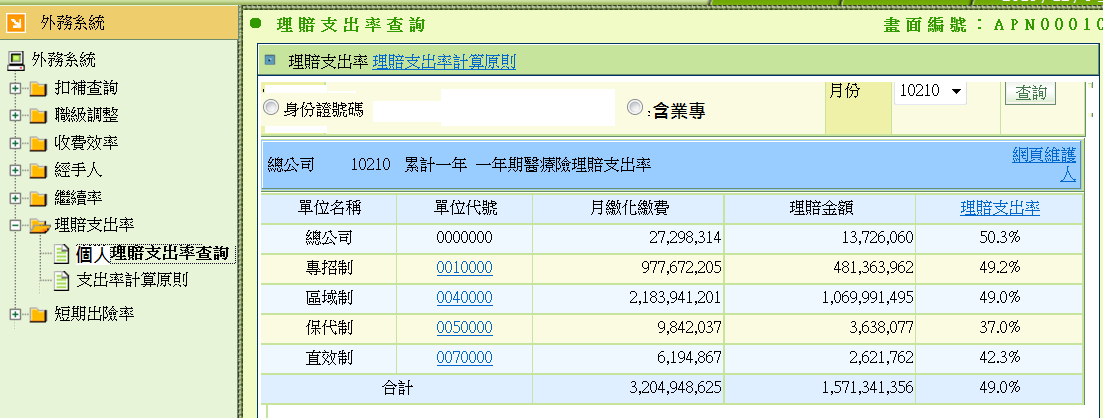 外務系統
外務系統
扣補查詢
職級調整
收費效率
經手人
繼續率
理賠支出率
個人理賠支出率查詢
支出率計算原則
短期出險率
理賠支出率查詢 畫面編號：APN00010
理賠支出率 理賠支出率計算原則
身份證號碼 :含業專 月份 10210 查詢
總公司 10210 累計一年 一年期醫療險理賠支出率 網頁維護人
單位名稱 單位代號 月繳化繳費 理賠金額 理賠支出率
總公司 0000000 27,298,314 13,726,060 50.3%
專招制 0010000 977,672,205 481,363,962 49.2%
區域制 0040000 2,183,941,201 1,069,991,495 49.0%
保代制 0050000 9,842,037 3,638,077 37.0%
直效制 0070000 6,194,867 2,621,762 42.3%
合計 3,204,948,625 1,571,341,356 49.0%